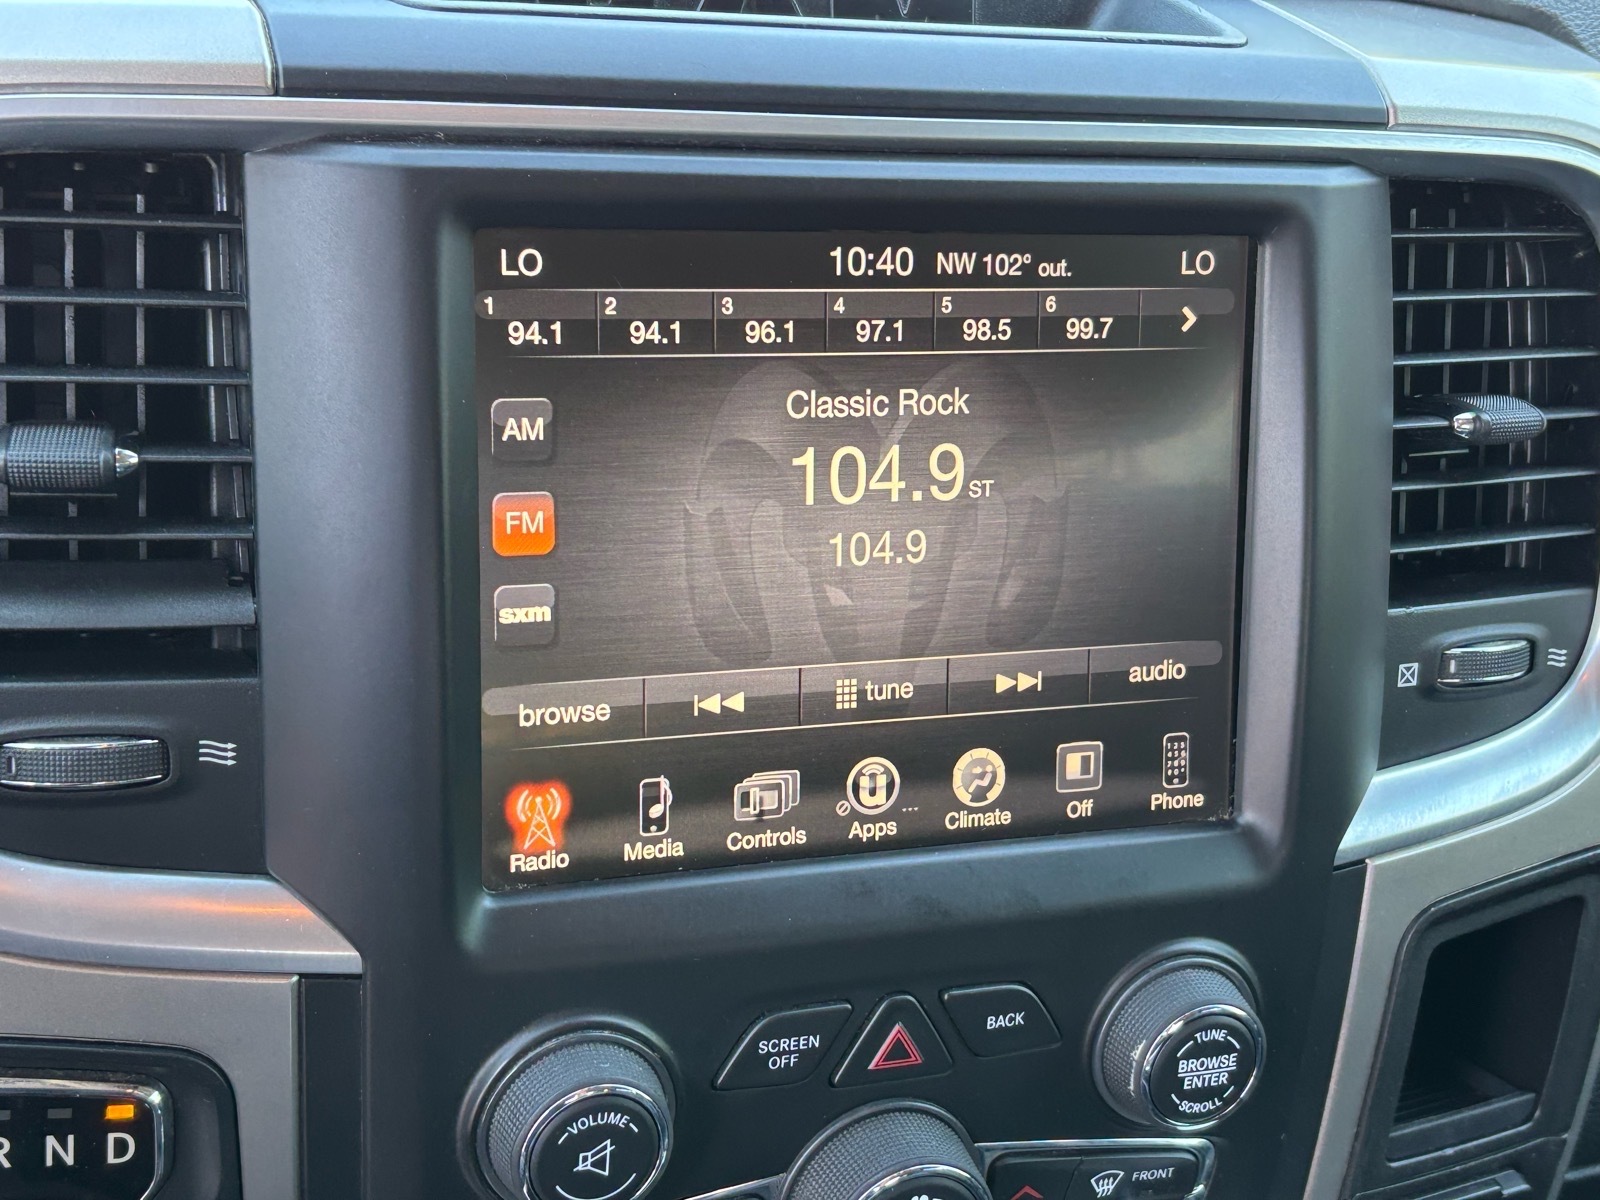 LO 10:40 NW 102° out. LO
1 2 3 4 5 6
94.1 94.1 96.1 97.1 98.5 99.7
Classic Rock
AM
104.9 ST
FM
104.9
sxm
browse tune audio
Radio Media Controls Apps Climate Off Phone
SCREEN
OFF
BACK
TUNE
BROWSE
ENTER
SCROLL
VOLUME
R N D
FRONT